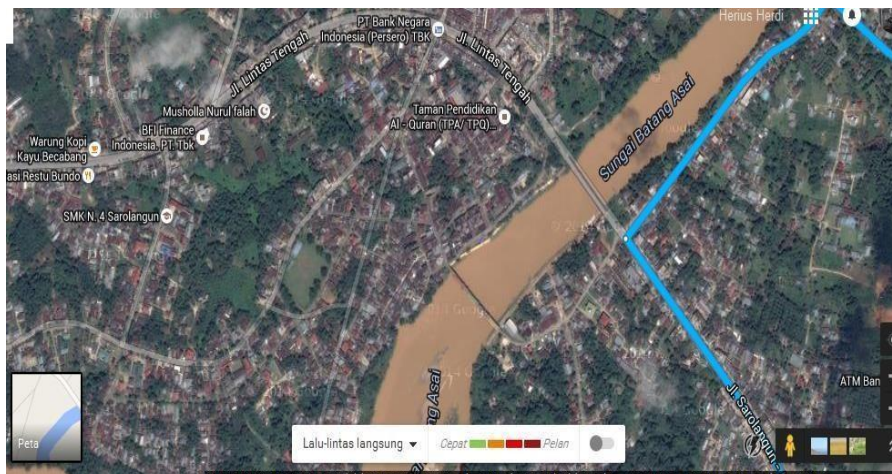 Herius Herdi
PT Bank Negara
Indonesia (Persero) TBK
Jl. Lintas Tengah
Jl. Lintas Tengah
Musholla Nurul falah
BFI Finance
Indonesia, PT. Tbk
Taman Pendidikan
Al - Quran (TPA/ TPQ)...
Sungai Batang Asai
Warung Kopi
Kayu Becabang
asi Restu Bundo
SMK N. 4 Sarolangun
ATM Ban
Jl. Sarolangun
ng Asai
Peta
Lalu-lintas langsung
Cepat
Pelan